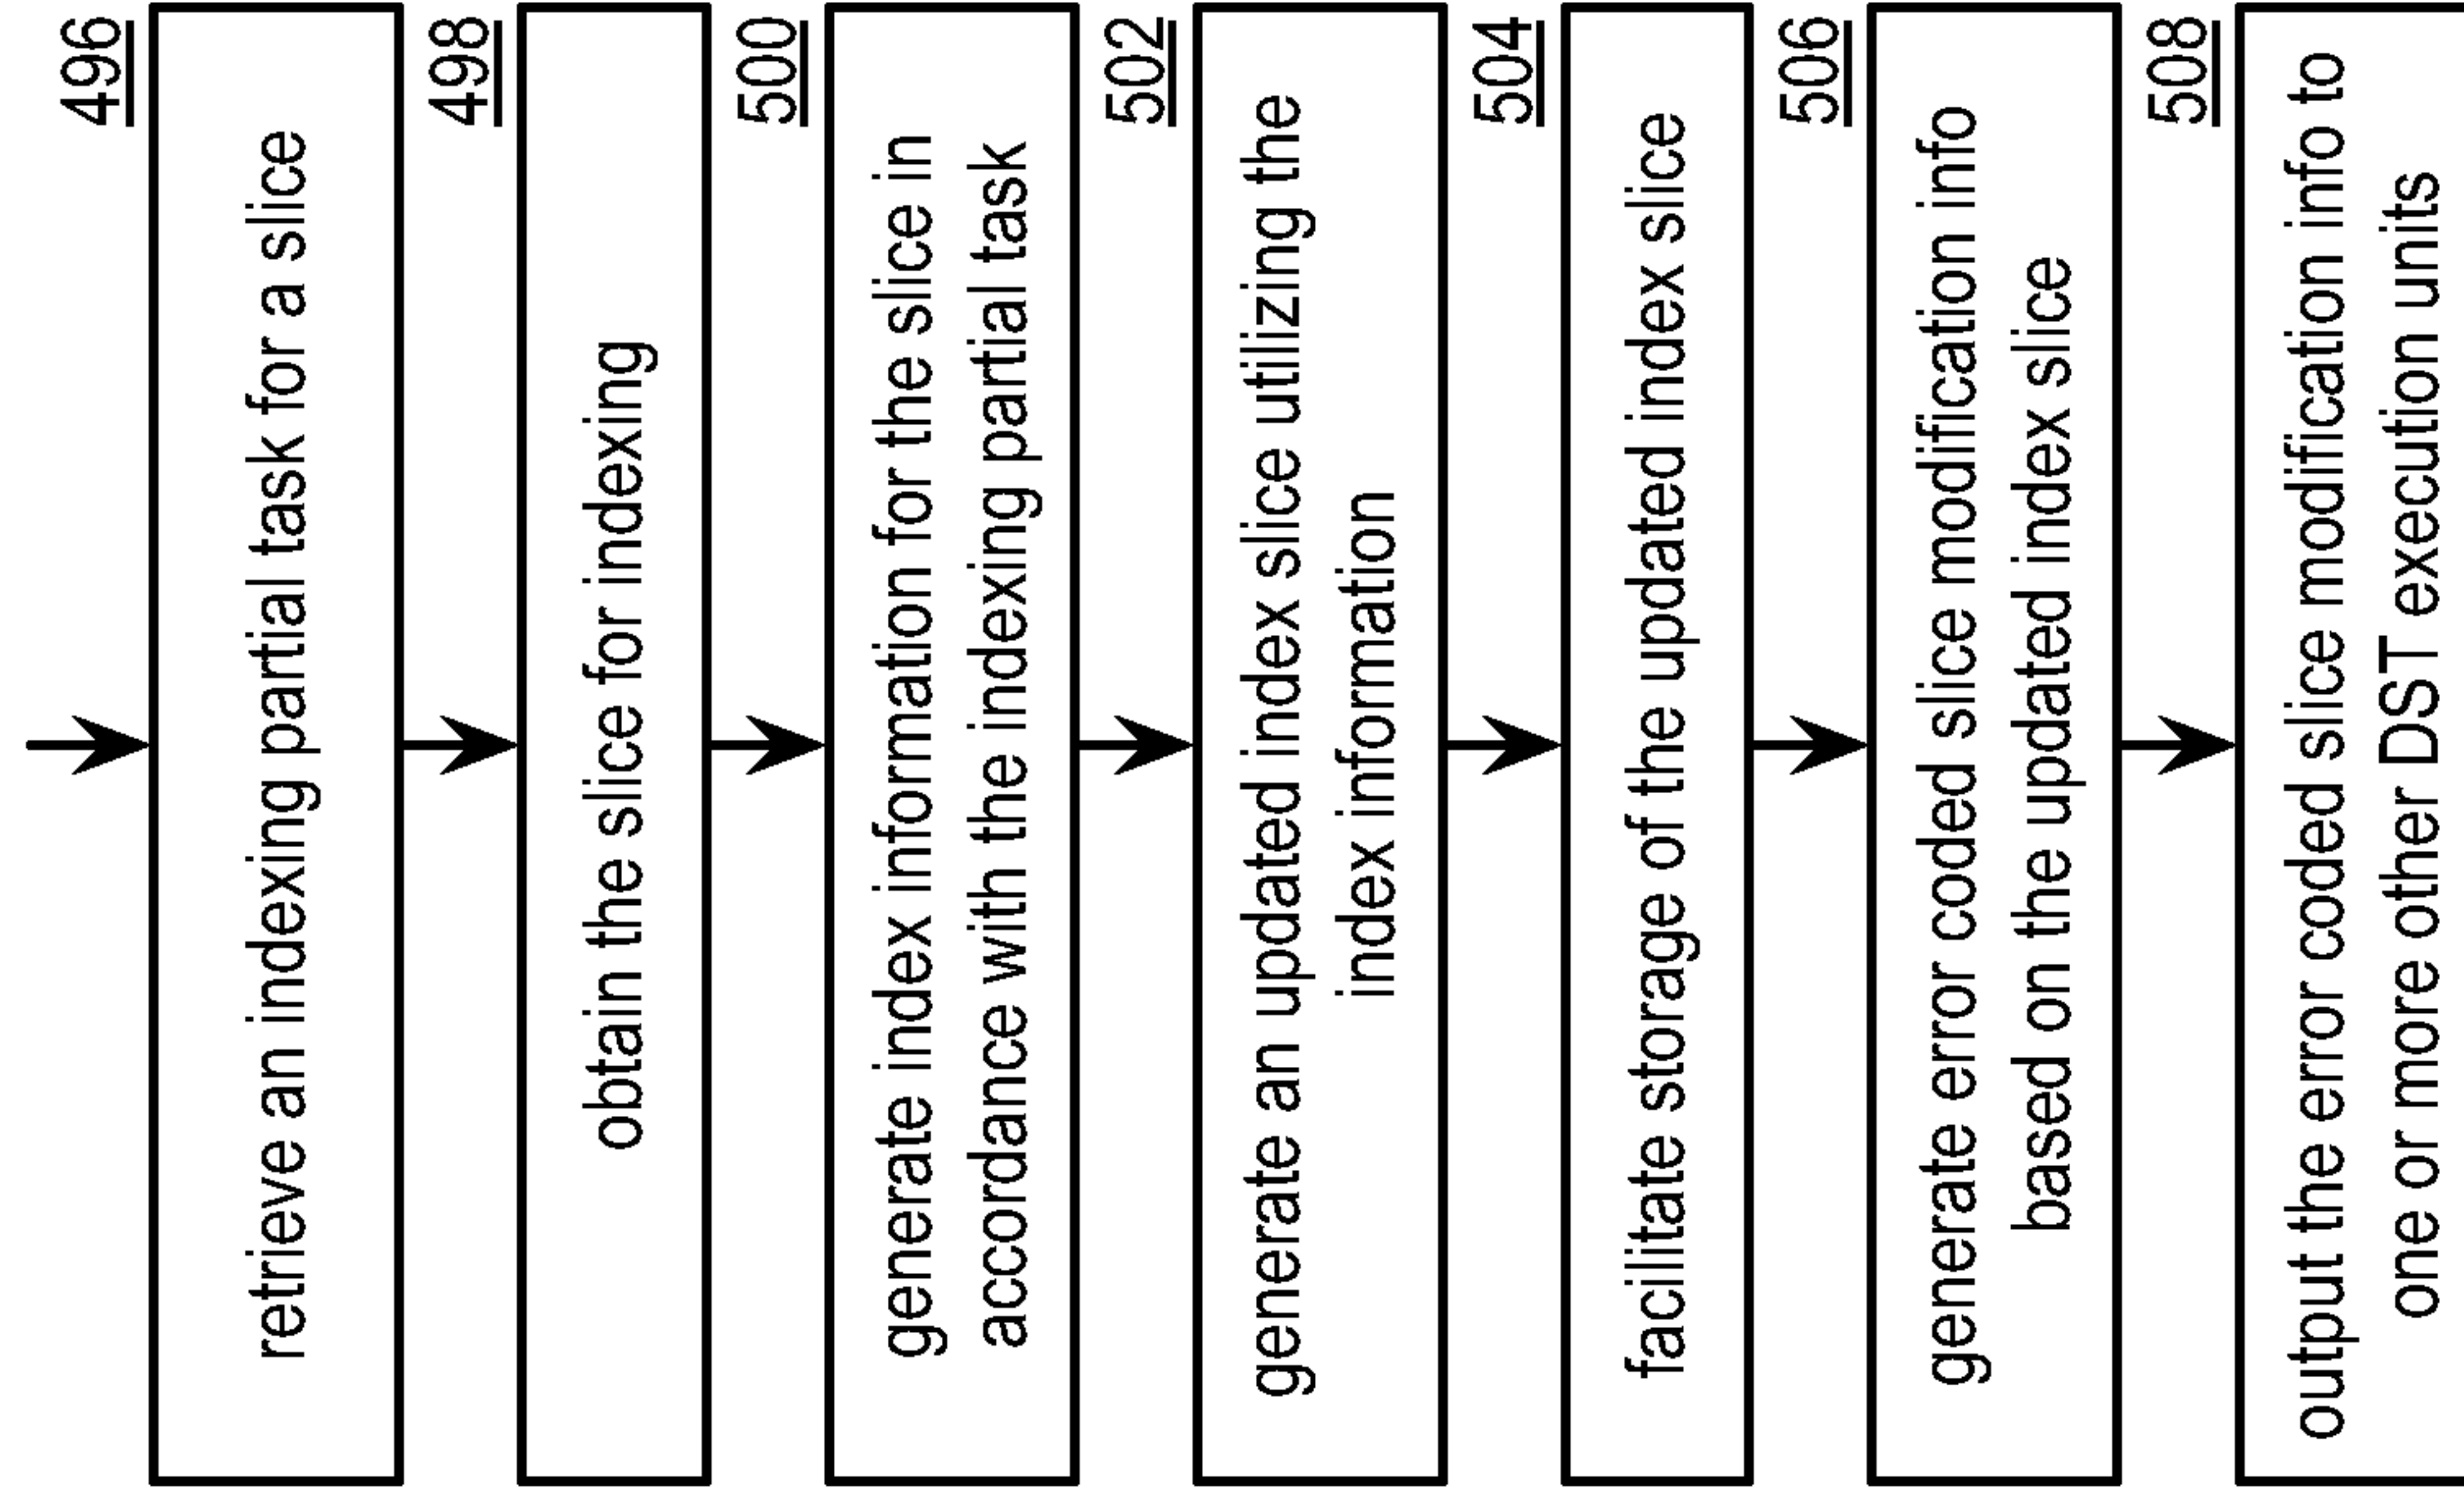 496
retrieve an indexing partial task for a slice
498
obtain the slice for indexing
500
generate index information for the slice in
accordance with the indexing partial task
502
generate an updated index slice utilizing the
index information
504
facilitate storage of the updated index slice
506
generate error coded slice modification info
based on the updated index slice
508
output the error coded slice modification info to
one or more other DST execution units